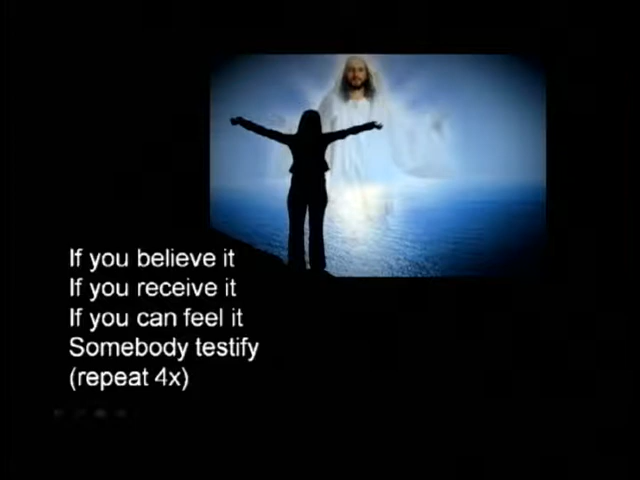 If you believe it
If you receive it
If you can feel it
Somebody testify
(repeat 4x)